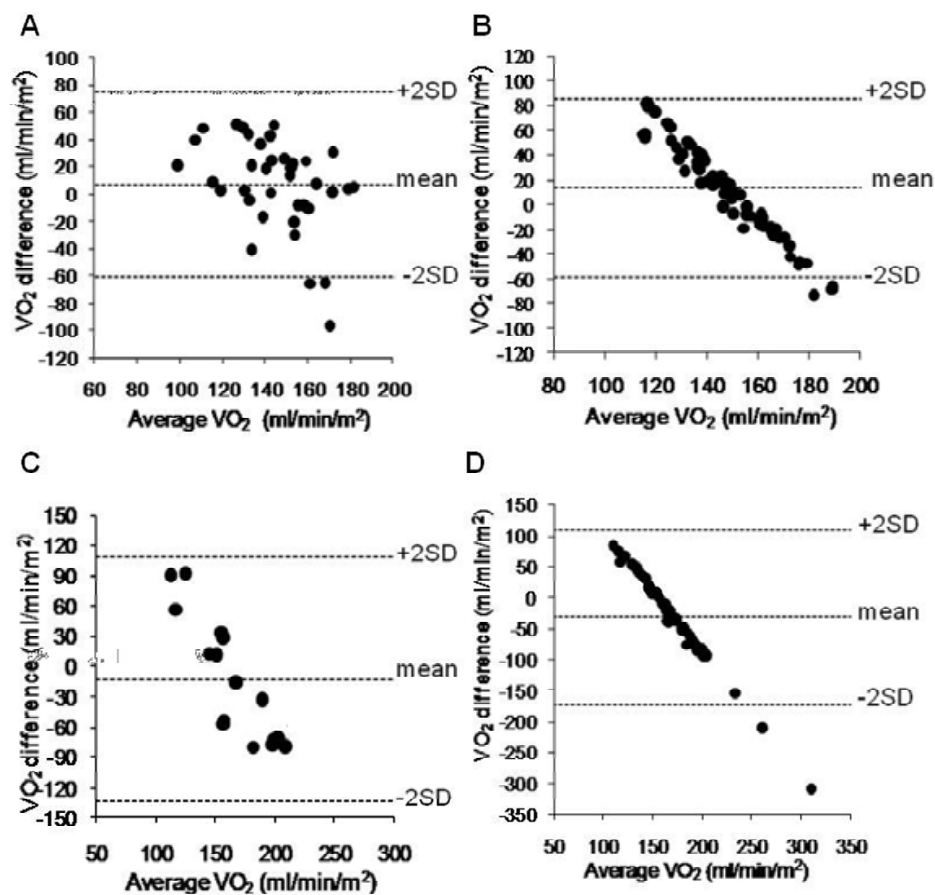 A
VO₂ difference (ml/min/m²)
100
80
60
40
20
0
-20
-40
-60
-80
-100
-120
+2SD
mean
-2SD
60 80 100 120 140 160 180 200
Average VO₂ (ml/min/m²)
B
VO₂ difference (ml/min/m²)
120
100
80
60
40
20
0
-20
-40
-60
-80
-100
-120
+2SD
mean
-2SD
80 100 120 140 160 180 200
Average VO₂ (ml/min/m²)
C
VO₂ difference (ml/min/m²)
150
120
90
60
30
0
-30
-60
-90
-120
-150
+2SD
mean
-2SD
50 100 150 200 250 300
Average VO₂ (ml/min/m²)
D
VO₂ difference (ml/min/m²)
150
100
50
0
-50
-100
-150
-200
-250
-300
-350
+2SD
mean
-2SD
50 100 150 200 250 300 350
Average VO₂ (ml/min/m²)